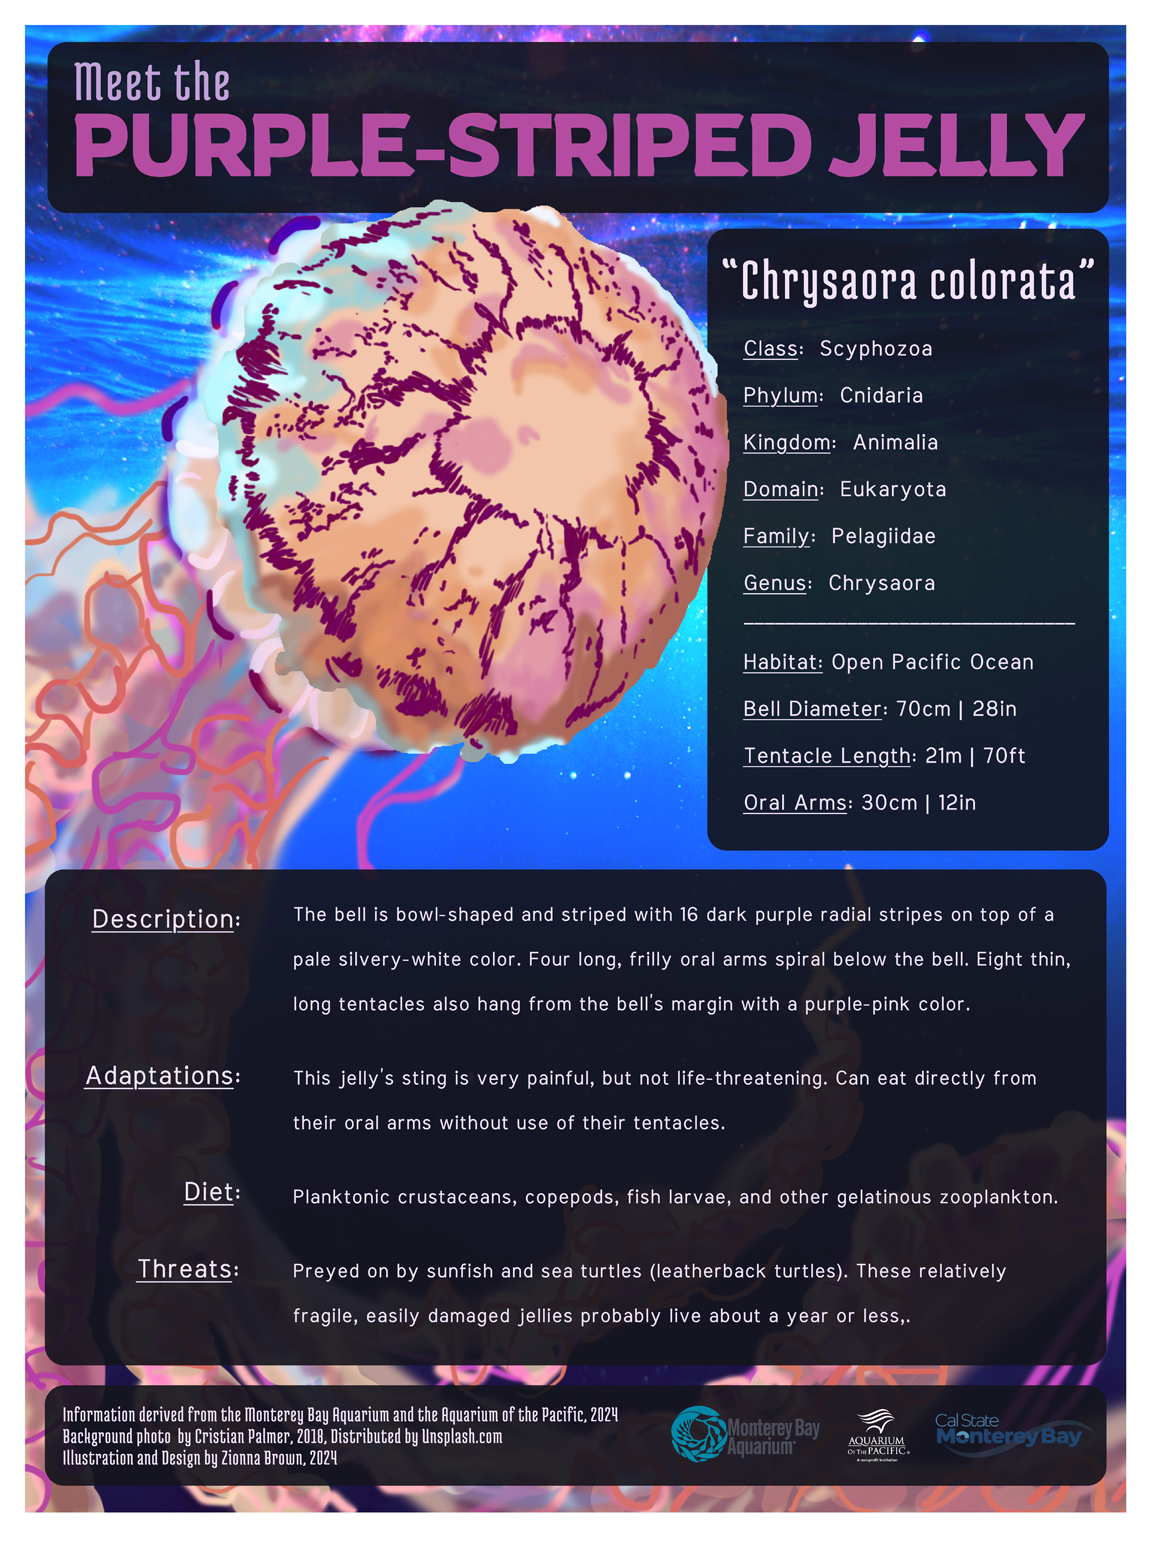 Meet the
PURPLE-STRIPED JELLY
“Chrysaora colorata”
Class: Scyphozoa
Phylum: Cnidaria
Kingdom: Animalia
Domain: Eukaryota
Family: Pelagiidae
Genus: Chrysaora
Habitat: Open Pacific Ocean
Bell Diameter: 70cm | 28in
Tentacle Length: 21m | 70ft
Oral Arms: 30cm | 12in
Description:
The bell is bowl-shaped and striped with 16 dark purple radial stripes on top of a
pale silvery-white color. Four long, frilly oral arms spiral below the bell. Eight thin,
long tentacles also hang from the bell's margin with a purple-pink color.
Adaptations:
This jelly's sting is very painful, but not life-threatening. Can eat directly from
their oral arms without use of their tentacles.
Diet:
Planktonic crustaceans, copepods, fish larvae, and other gelatinous zooplankton.
Threats:
Preyed on by sunfish and sea turtles (leatherback turtles). These relatively
fragile, easily damaged jellies probably live about a year or less,.
Information derived from the Monterey Bay Aquarium and the Aquarium of the Pacific, 2024
Background photo by Cristian Palmer, 2018, Distributed by Unsplash.com
Illustration and Design by Zionna Brown, 2024
Monterey Bay
Aquarium®
AQUARIUM
OF THE PACIFIC®
A nonprofit institution
Cal State
Monterey Bay